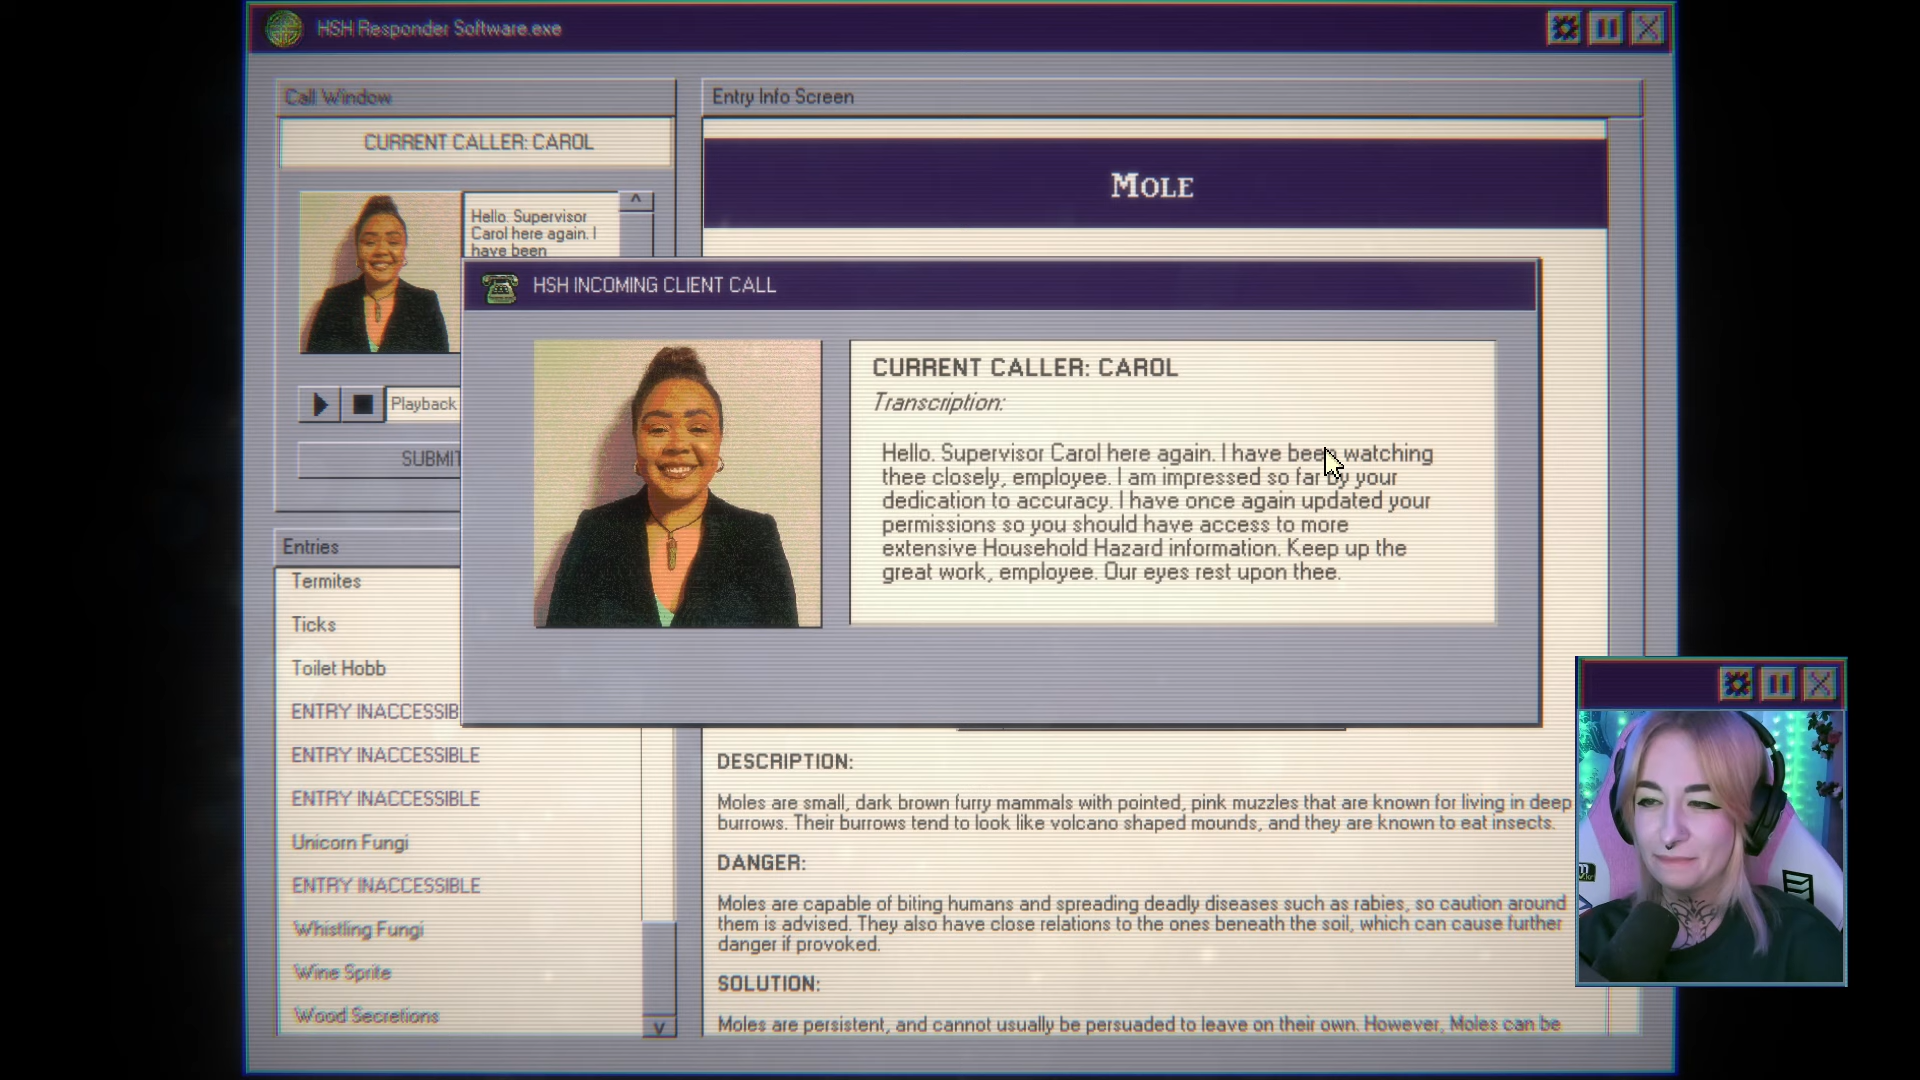 HSH Responder Software.exe
Call Window
CURRENT CALLER: CAROL
Hello. Supervisor
Carol here again. I
have been
Playback
SUBMIT
Entries
Termites
Ticks
Toilet Hobb
ENTRY INACCESSIB
ENTRY INACCESSIBLE
ENTRY INACCESSIBLE
Unicorn Fungi
ENTRY INACCESSIBLE
Whistling Fungi
Wine Sprite
Wood Secretions
Entry Info Screen
MOLE
HSH INCOMING CLIENT CALL
CURRENT CALLER: CAROL
Transcription:
Hello. Supervisor Carol here again. I have been watching
thee closely, employee. I am impressed so far by your
dedication to accuracy. I have once again updated your
permissions so you should have access to more
extensive Household Hazard information. Keep up the
great work, employee. Our eyes rest upon thee.
DESCRIPTION:
Moles are small, dark brown furry mammals with pointed, pink muzzles that are known for living in deep
burrows. Their burrows tend to look like volcano shaped mounds, and they are known to eat insects.
DANGER:
Moles are capable of biting humans and spreading deadly diseases such as rabies, so caution around
them is advised. They also have close relations to the ones beneath the soil, which can cause further
danger if provoked.
SOLUTION:
Moles are persistent, and cannot usually be persuaded to leave on their own. However, Moles can be